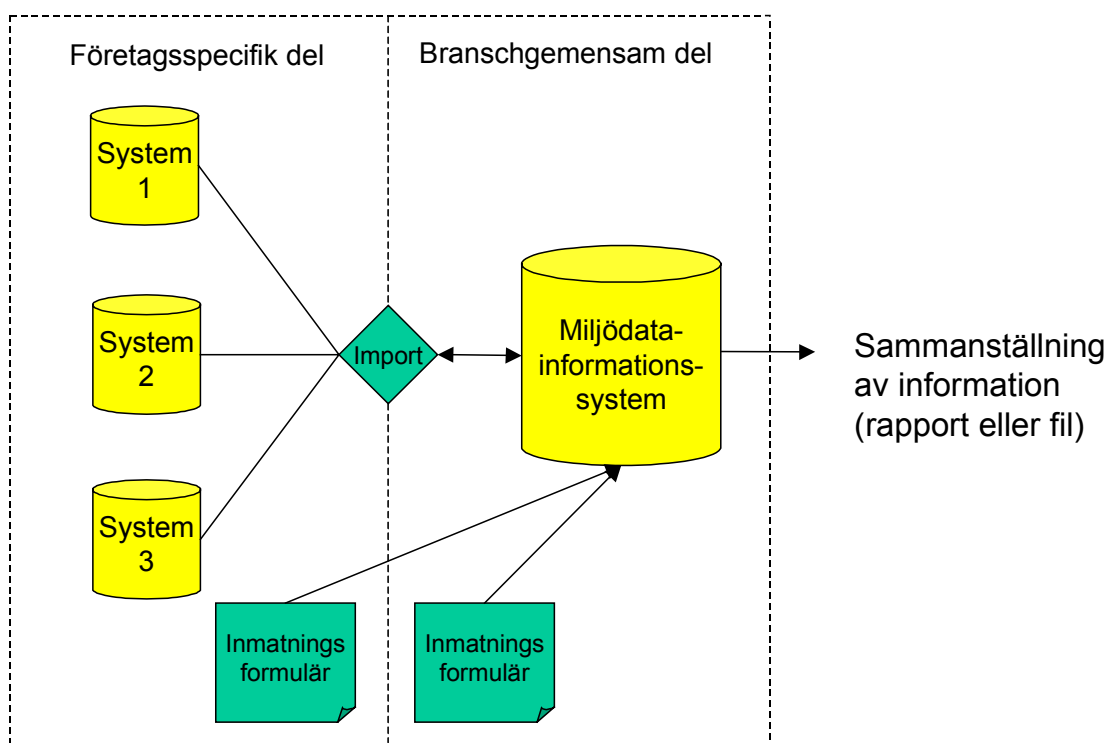 Företagsspecifik del
Branschgemensam del
System
1
System
2
System
3
Import
Miljödata-
informations-
system
Sammanställning
av information
(rapport eller fil)
Inmatnings
formulär
Inmatnings
formulär